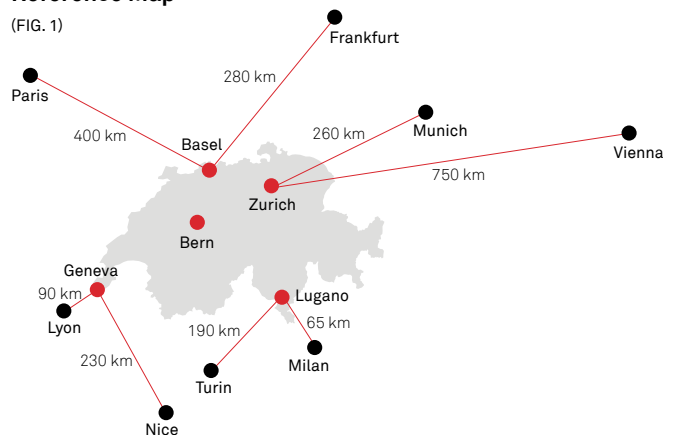 (FIG. 1)
Frankfurt
280 km
Paris
400 km
Basel
260 km
Munich
Vienna
750 km
Zurich
Bern
Geneva
90 km
Lyon
Lugano
190 km
65 km
230 km
Milan
Turin
Nice